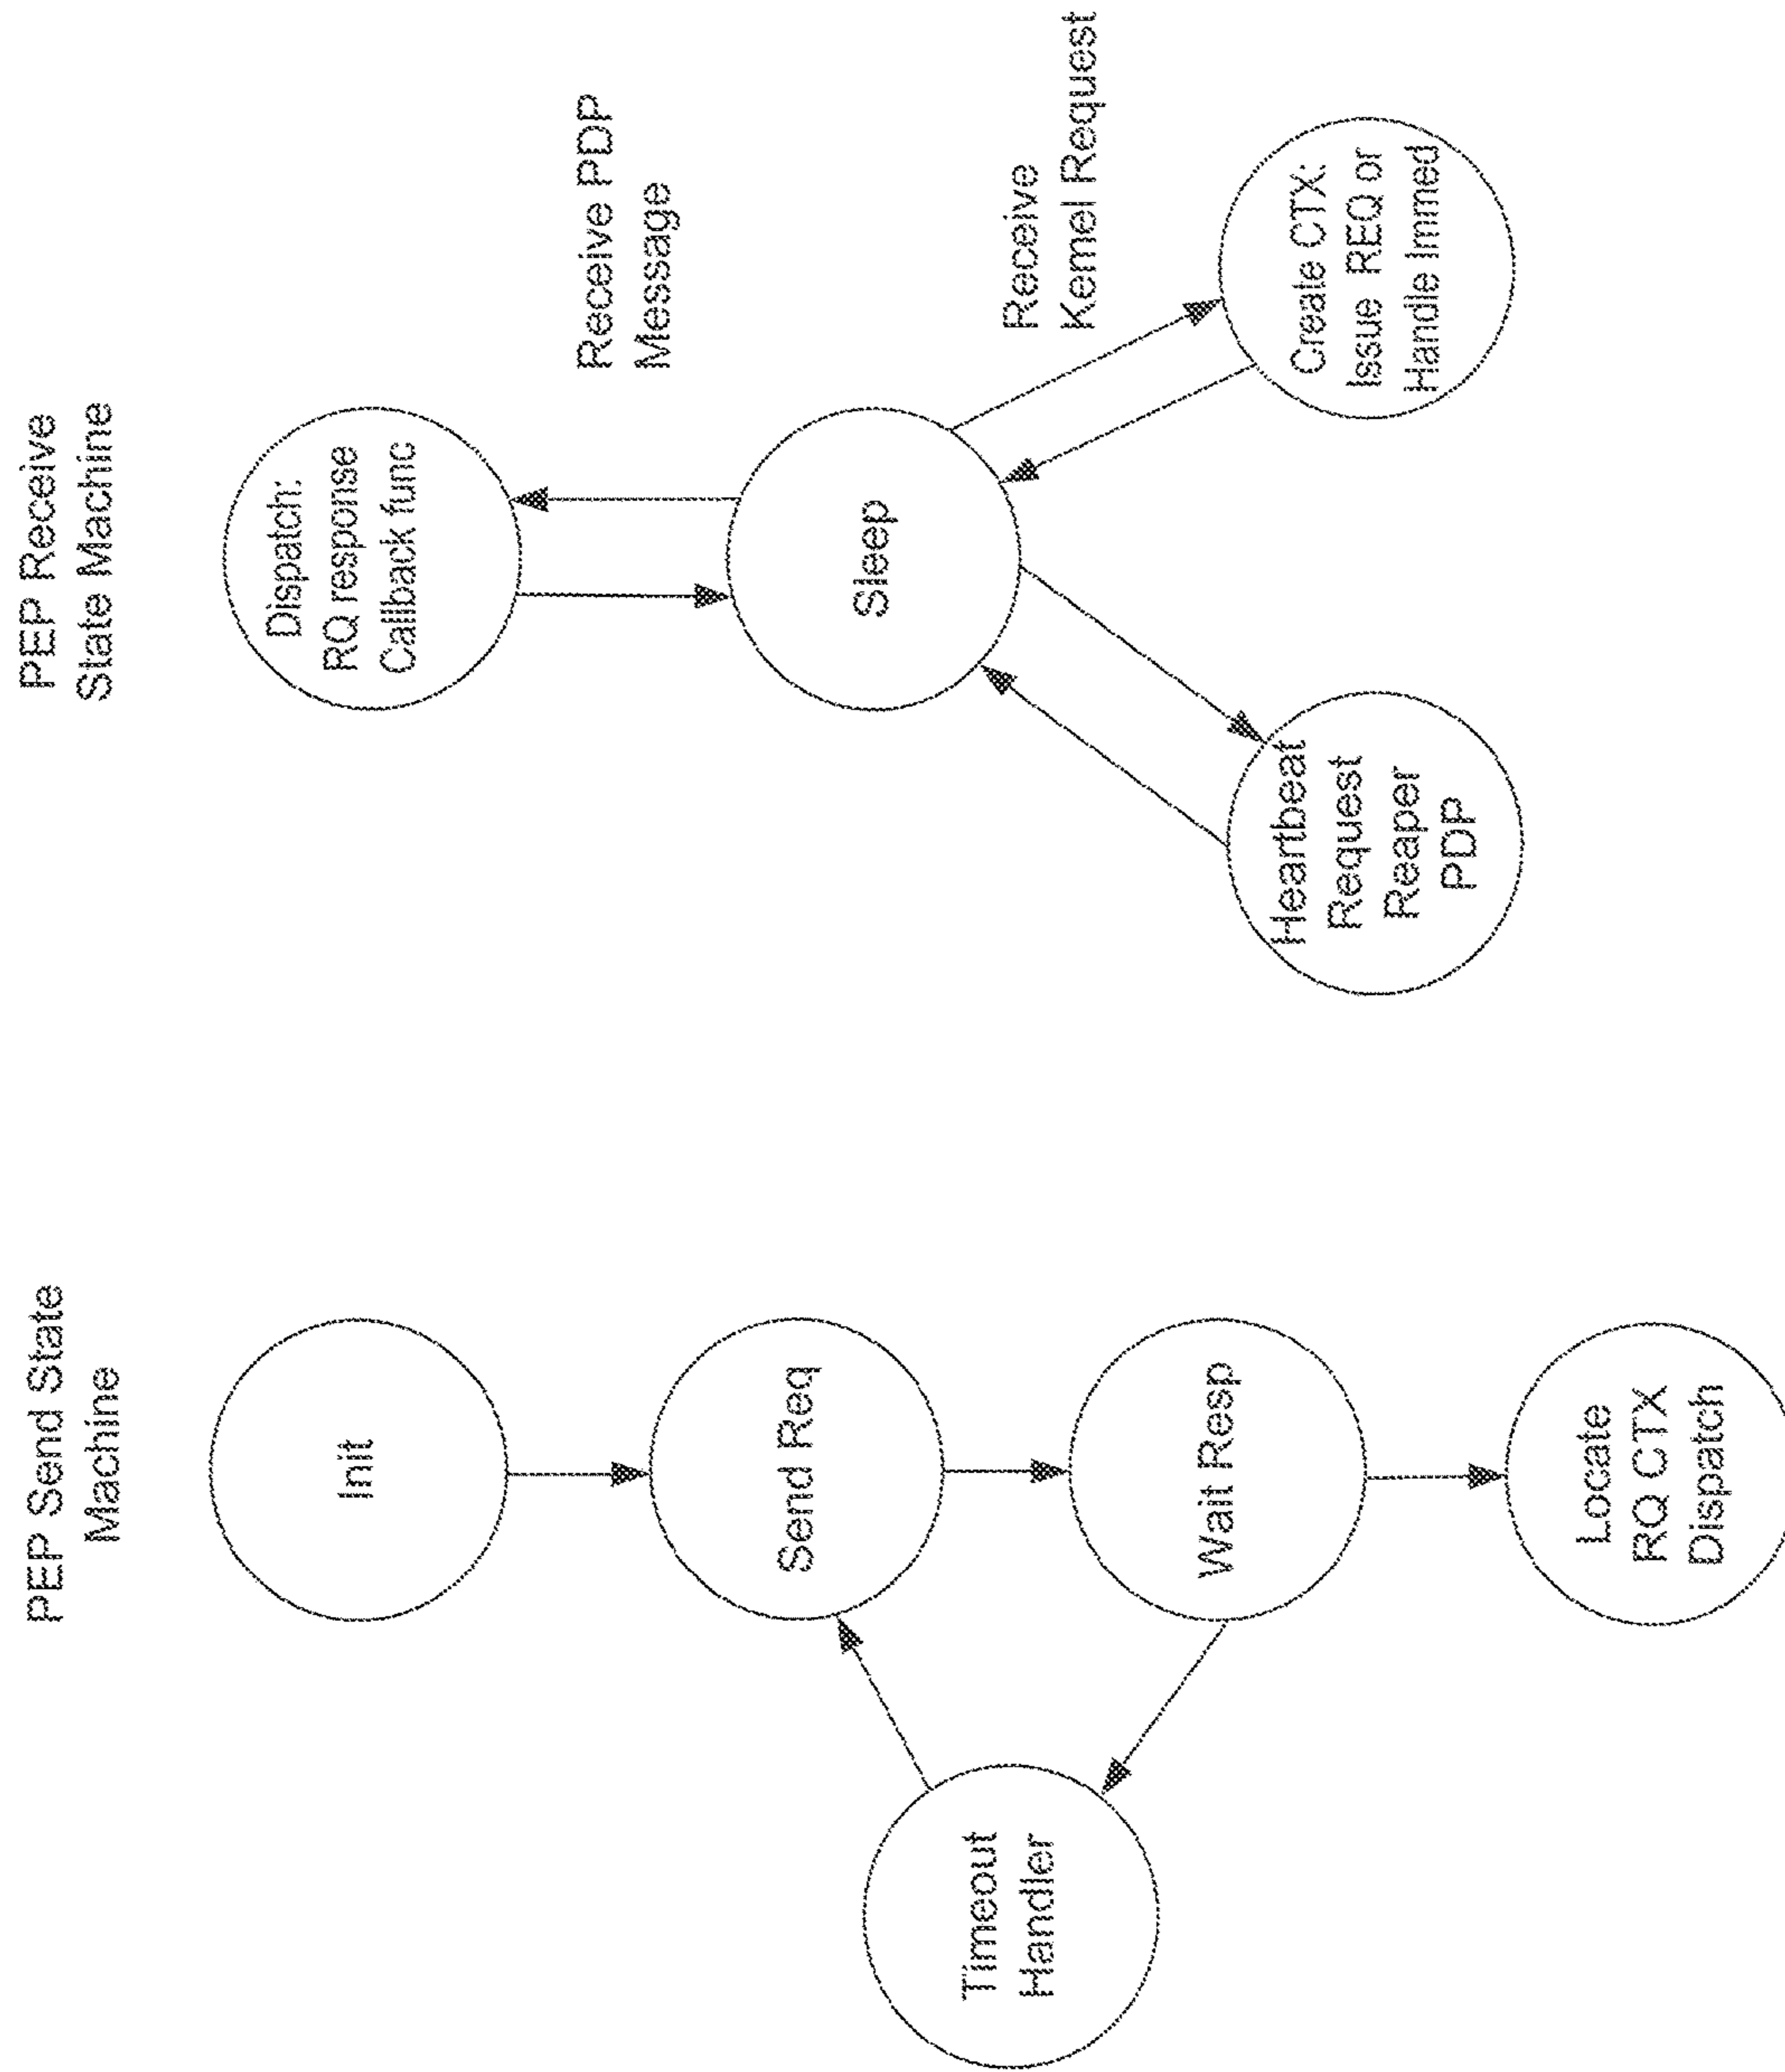 PEP Send State
Machine
Init
Send Req
Wait Resp
Timeout
Handler
Locate
RQ CTX
Dispatch
PEP Receive
State Machine
Dispatch:
RQ response
Callback func
Receive PDP
Message
Sleep
Receive
Kernel Request
Heartbeat
Request
Reaper
PDP
Create CTX:
Issue REQ or
Handle Immed